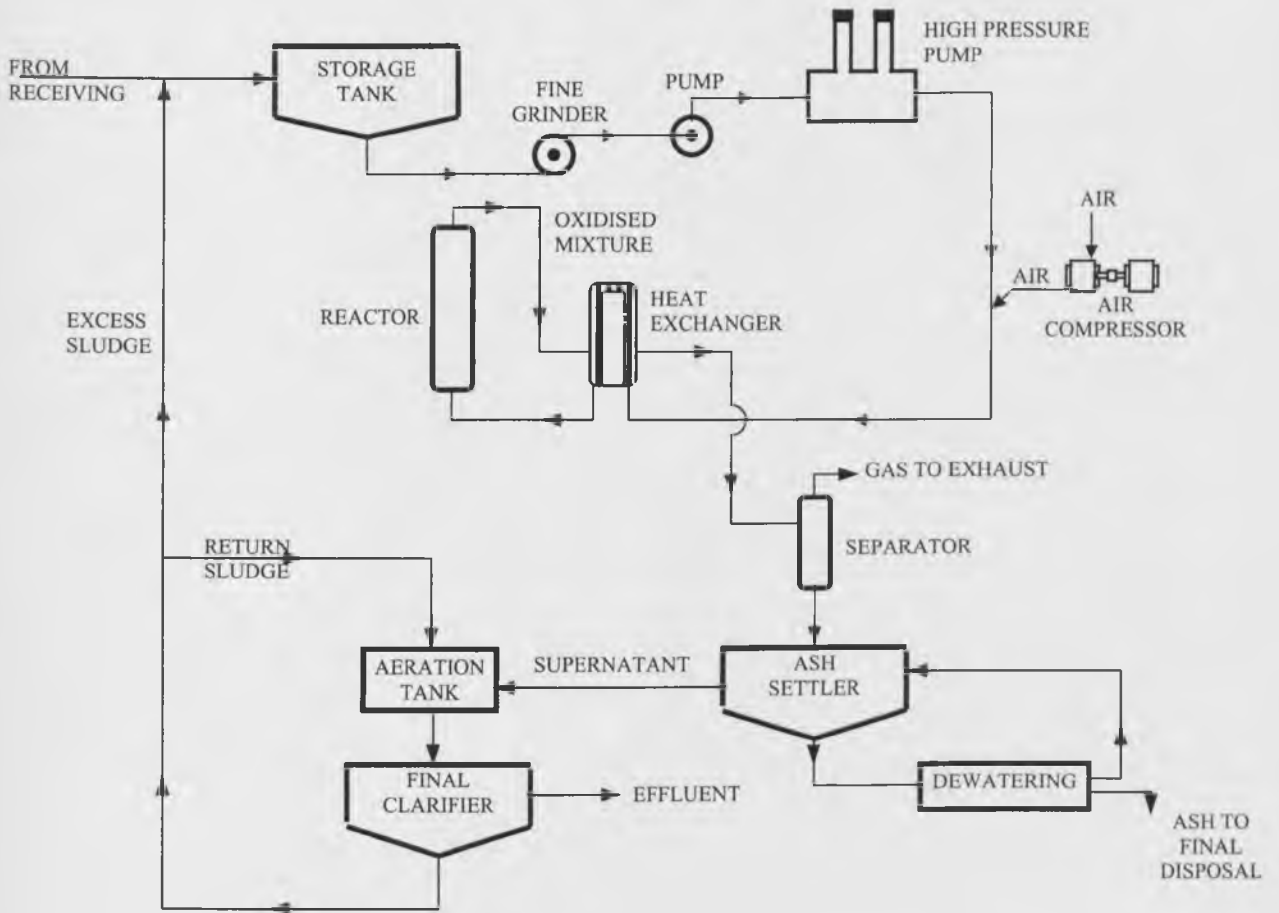 FROM
RECEIVING
STORAGE
TANK
FINE
GRINDER
PUMP
HIGH PRESSURE
PUMP
OXIDISED
MIXTURE
AIR
AIR
AIR
COMPRESSOR
REACTOR
HEAT
EXCHANGER
EXCESS
SLUDGE
GAS TO EXHAUST
SEPARATOR
RETURN
SLUDGE
AERATION
TANK
SUPERNATANT
ASH
SETTLER
FINAL
CLARIFIER
EFFLUENT
DEWATERING
ASH TO
FINAL
DISPOSAL